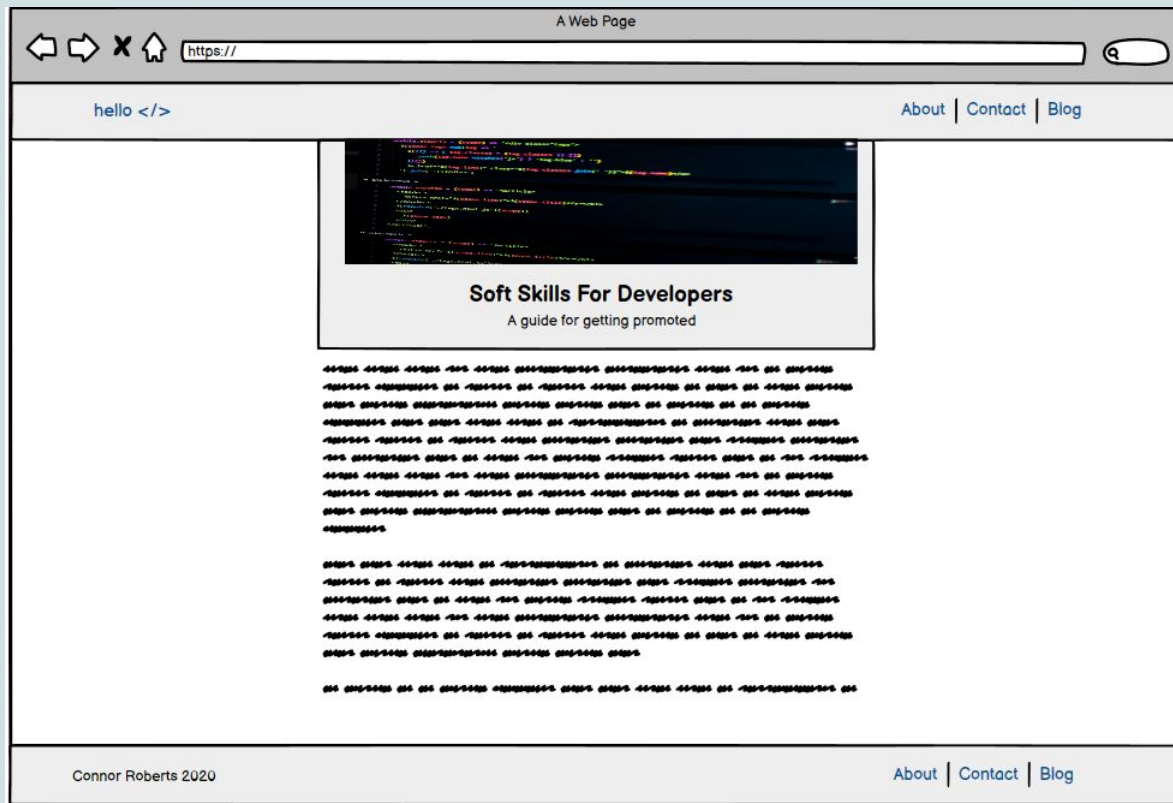 A Web Page
https://
hello </>
About | Contact | Blog
Soft Skills For Developers
A guide for getting promoted
Connor Roberts 2020
About | Contact | Blog